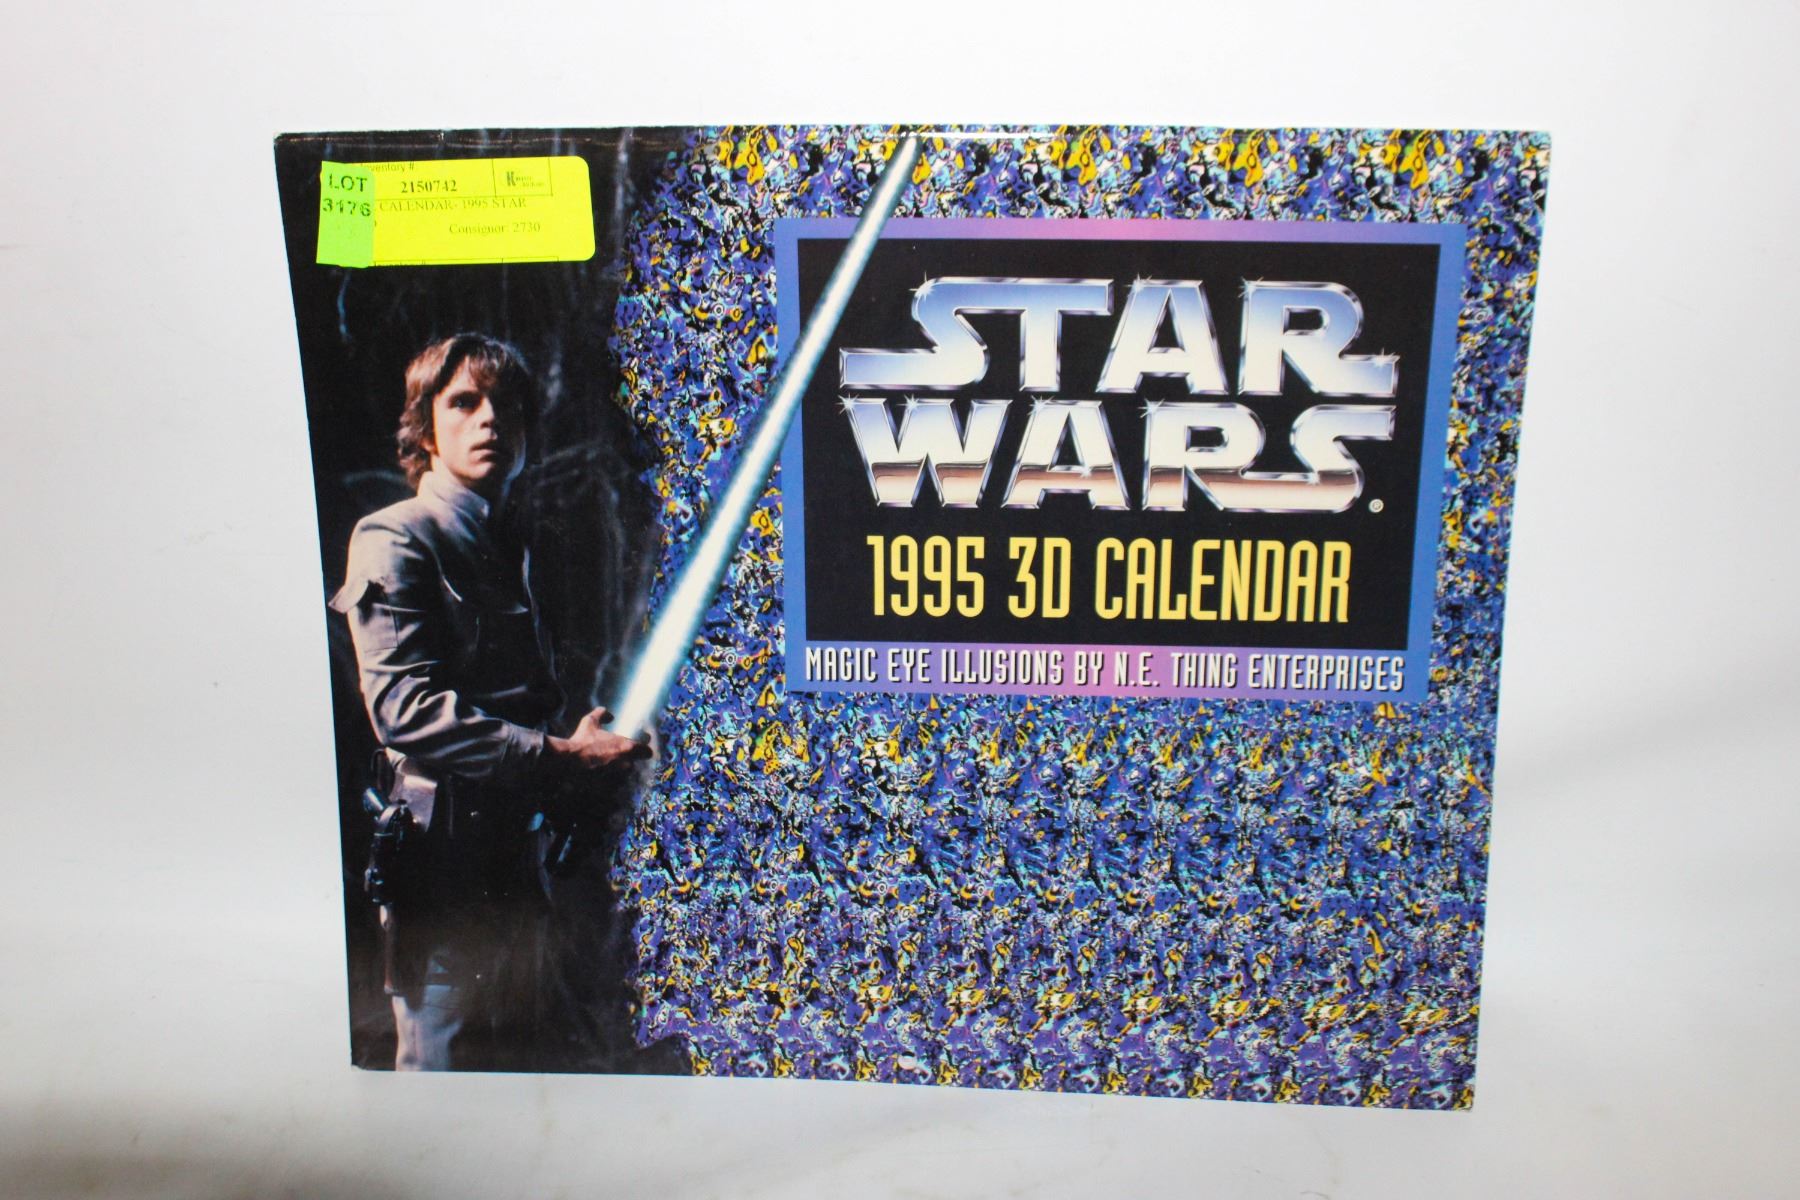 LOT
3176
Inventory #
2150742
CALENDAR- 1995 STAR
Consignor: 2730
STAR
WARS®
1995 3D CALENDAR
MAGIC EYE ILLUSIONS BY N.E. THING ENTERPRISES